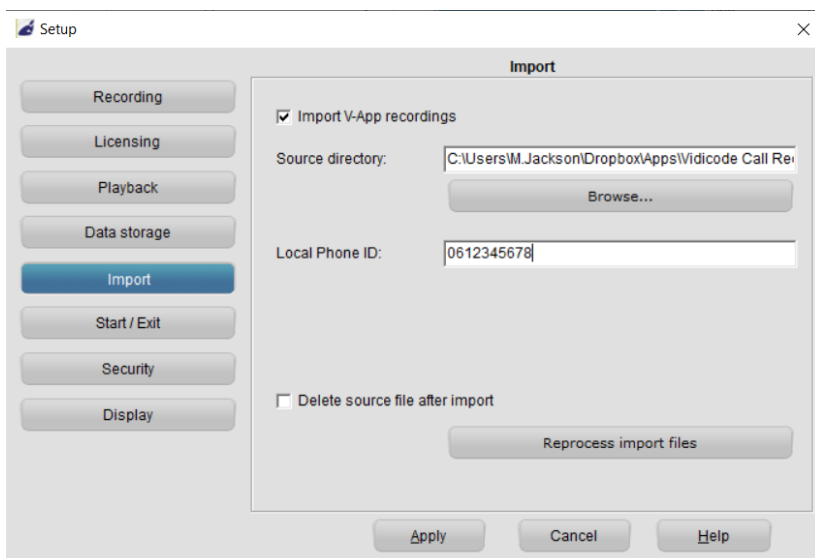 Setup
Import
Recording
Licensing
Playback
Data storage
Import
Start / Exit
Security
Display
Import V-App recordings
Source directory:
C:\Users\M.Jackson\Dropbox\Apps\Vidicode Call Re
Browse...
Local Phone ID:
0612345678
Delete source file after import
Reprocess import files
Apply
Cancel
Help